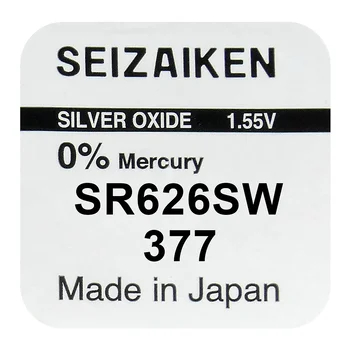 SEIZAIKEN
SILVER OXIDE 1.55V
0% Mercury
SR626SW
377
Made in Japan